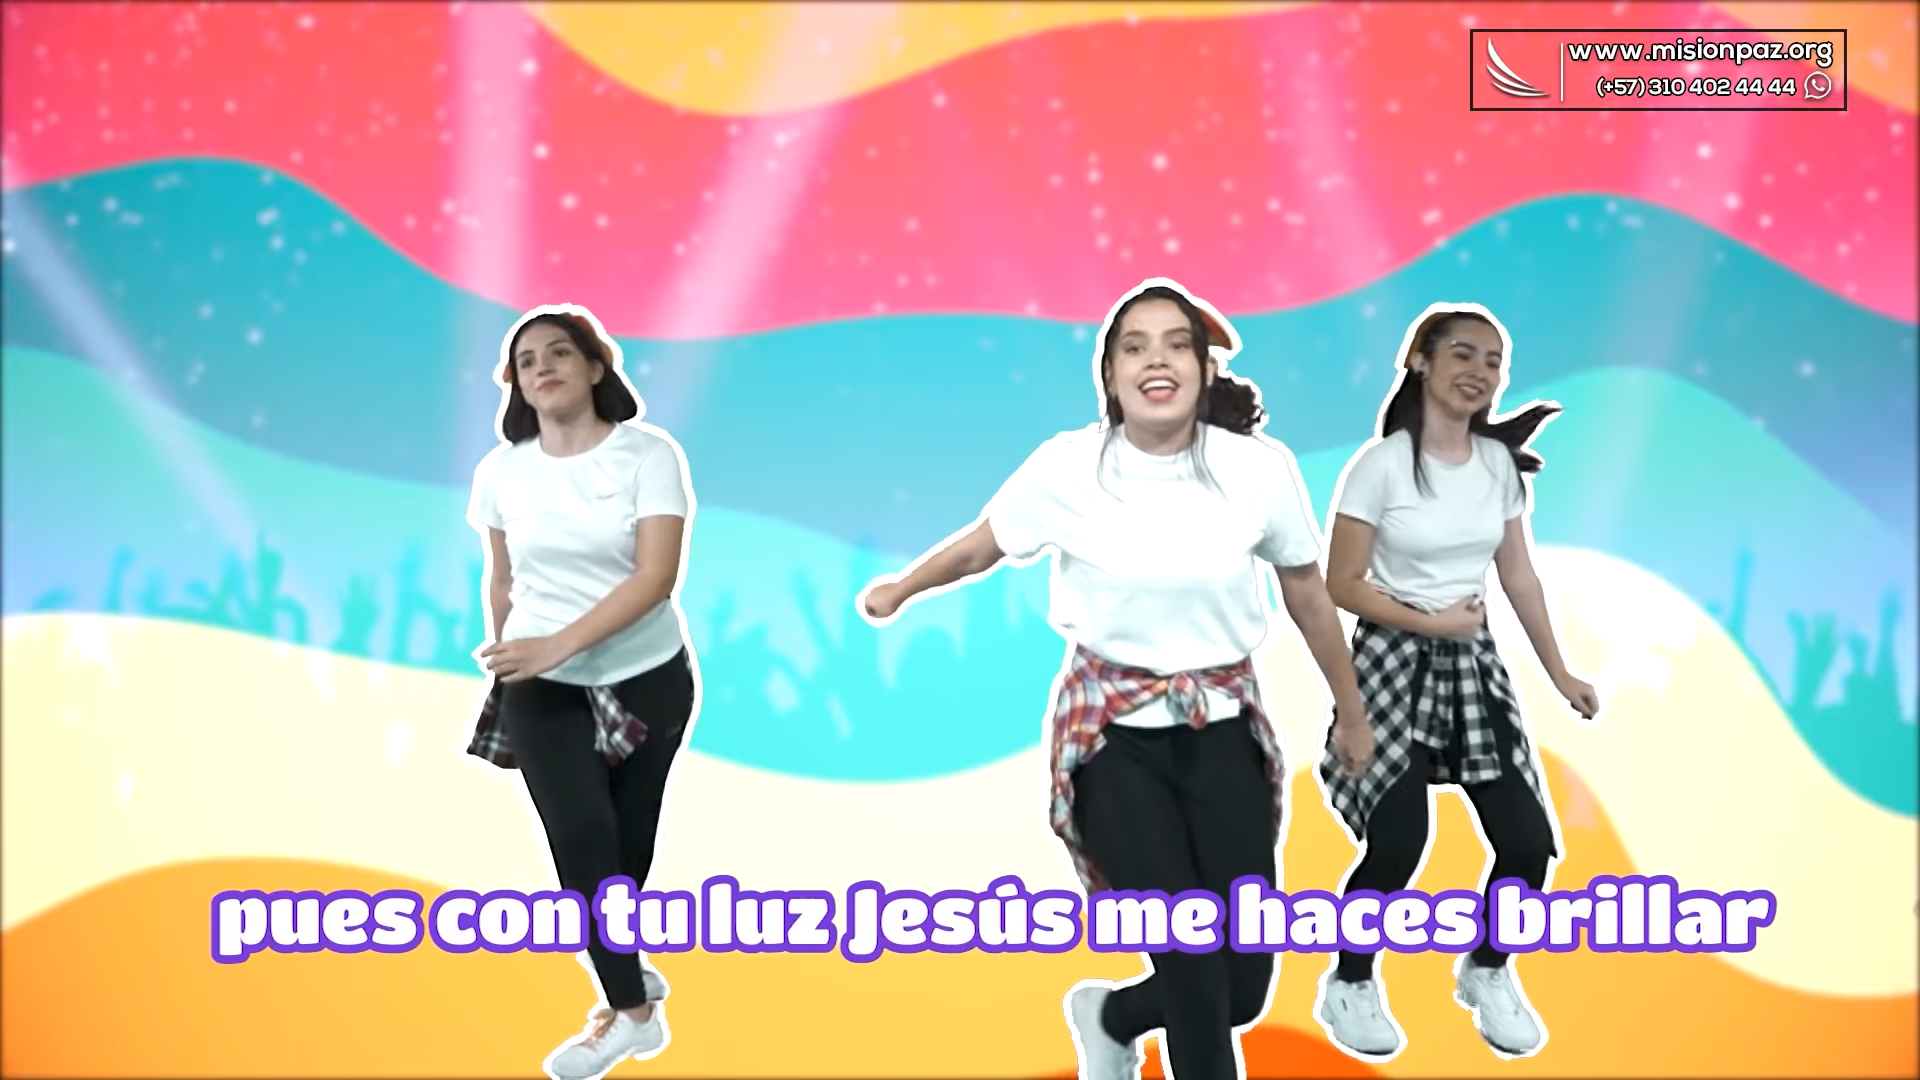 www.misionpaz.org
(+57) 310 402 44 44
pues con tu luz Jesús me haces brillar